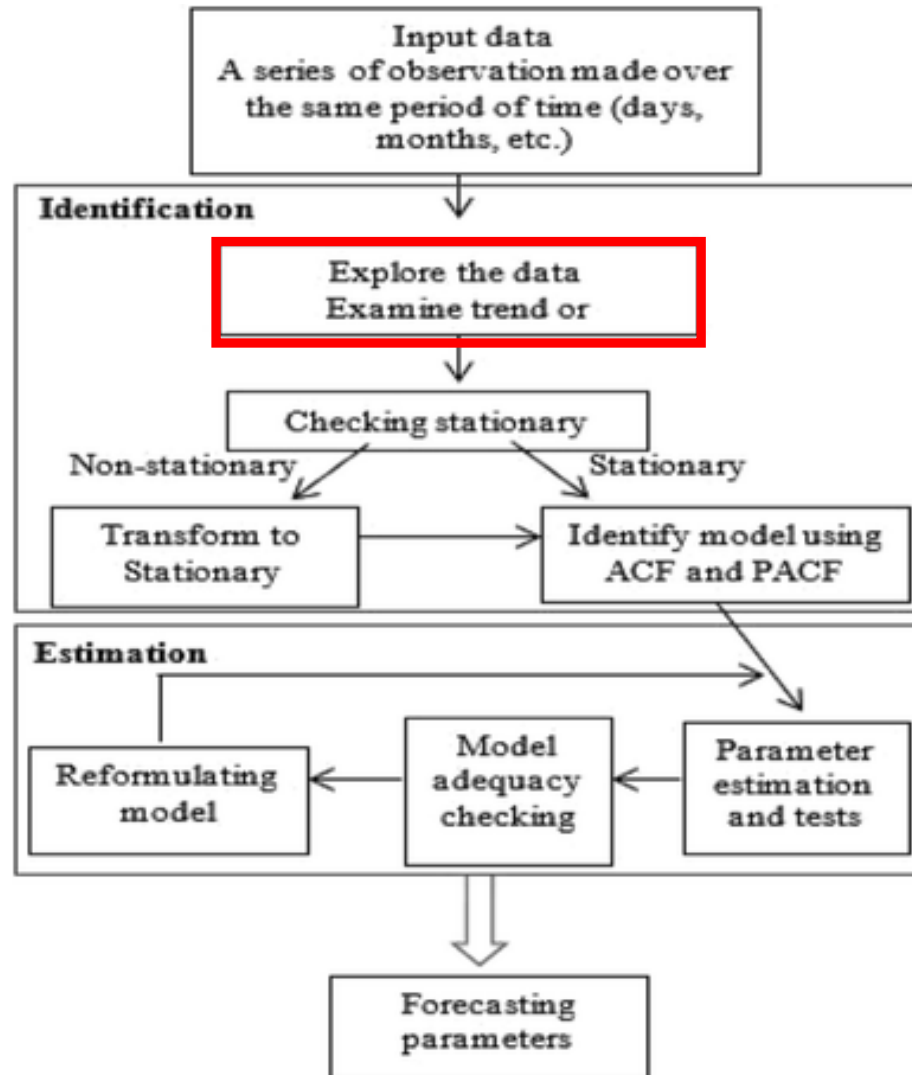 Input data
A series of observation made over
the same period of time (days,
months, etc.)
Identification
Explore the data
Examine trend or
Checking stationary
Non-stationary
Stationary
Transform to
Stationary
Identify model using
ACF and PACF
Estimation
Reformulating
model
Model
adequacy
checking
Parameter
estimation
and tests
Forecasting
parameters